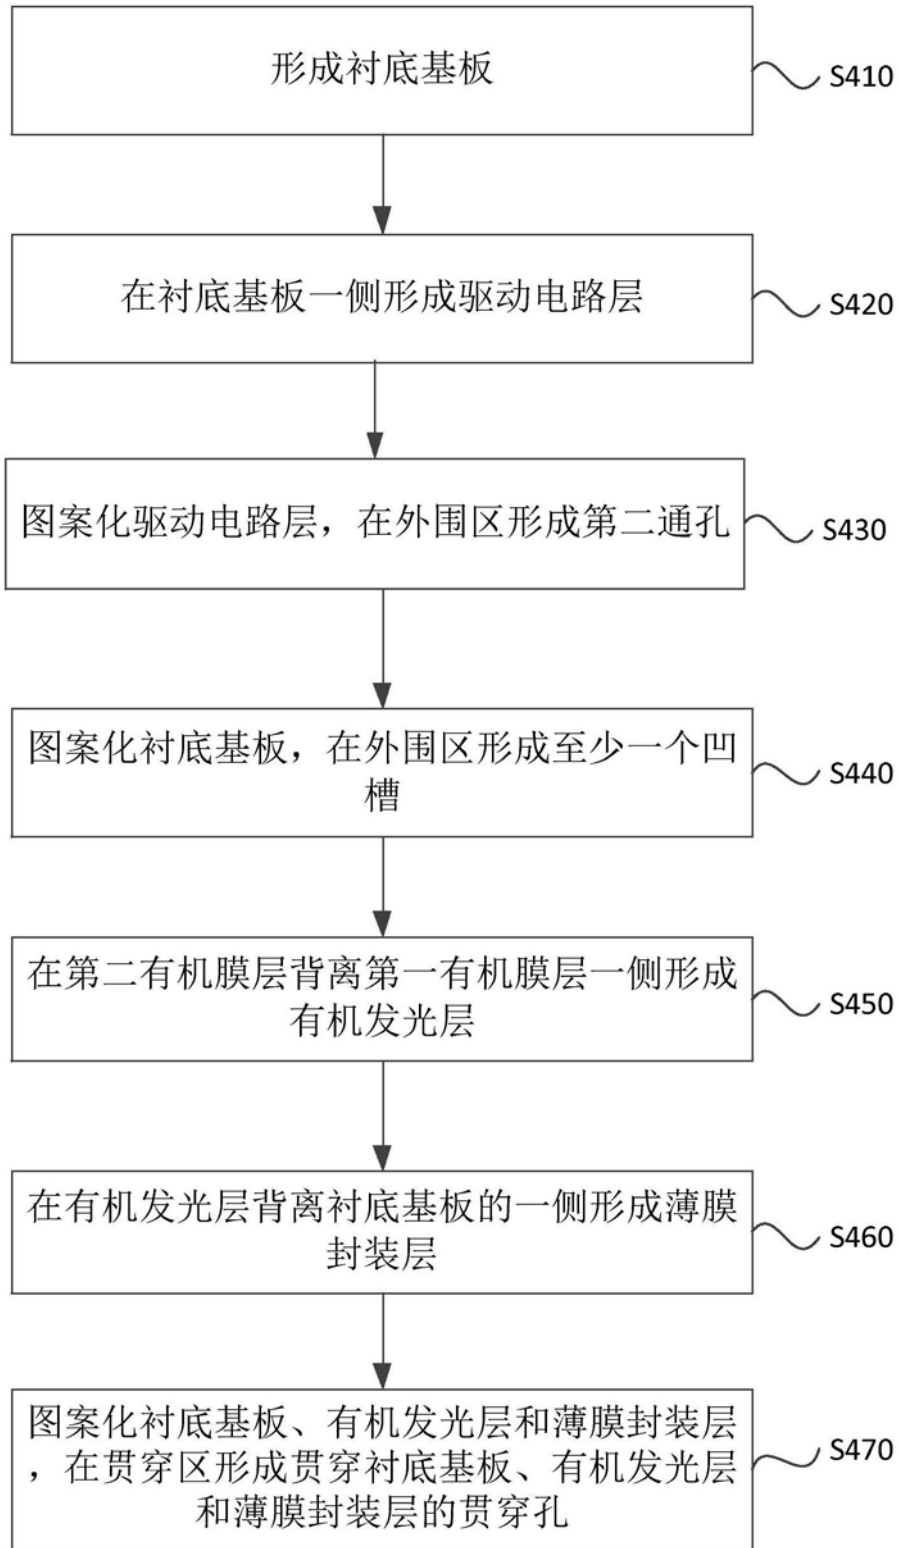 形成衬底基板
S410
在衬底基板一侧形成驱动电路层
S420
图案化驱动电路层，在外围区形成第二通孔
S430
图案化衬底基板，在外围区形成至少一个凹
槽
S440
在第二有机膜层背离第一有机膜层一侧形成
有机发光层
S450
在有机发光层背离衬底基板的一侧形成薄膜
封装层
S460
图案化衬底基板、有机发光层和薄膜封装层
，在贯穿区形成贯穿衬底基板、有机发光层
和薄膜封装层的贯穿孔
S470